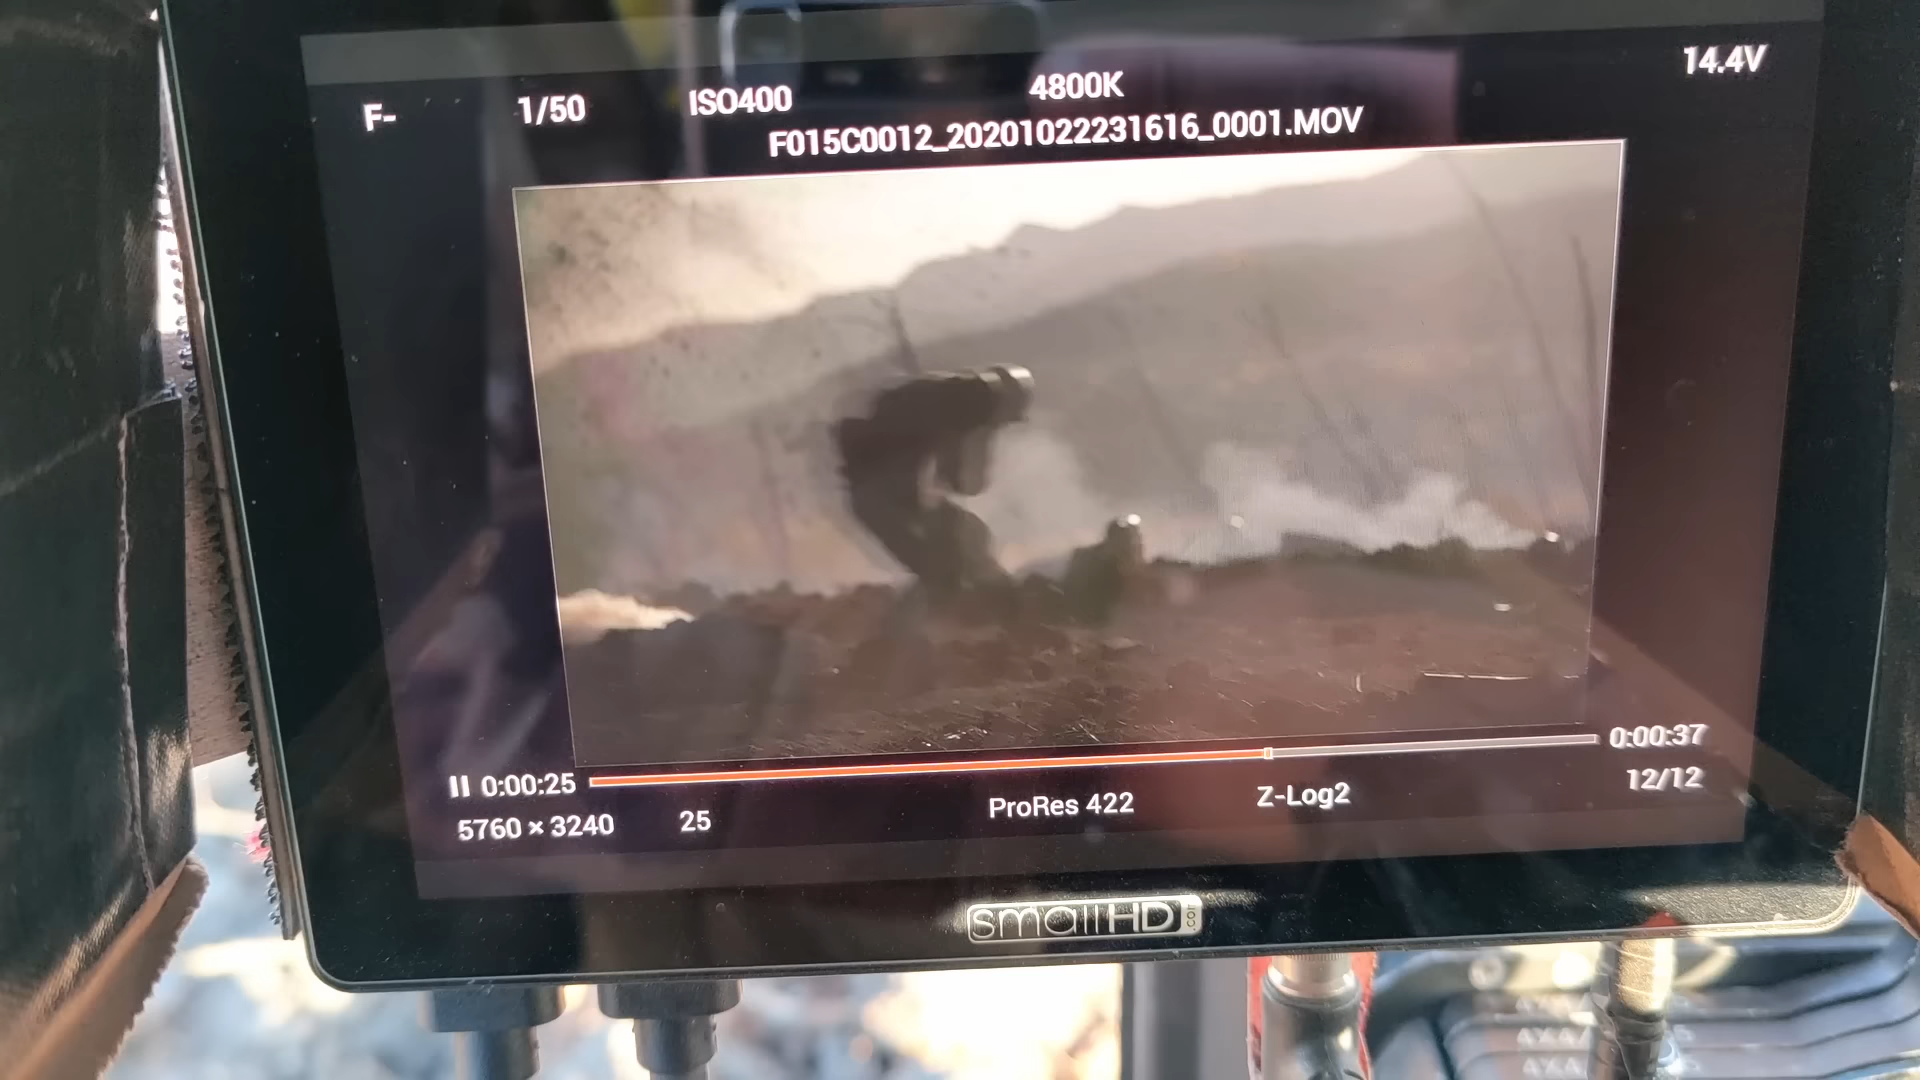 F- 1/50 ISO400 4800K 14.4V
F015C0012_20201022231616_0001.MOV
0:00:25 0:00:37
5760 × 3240 25 ProRes 422 Z-Log2 12/12
smallHD .com